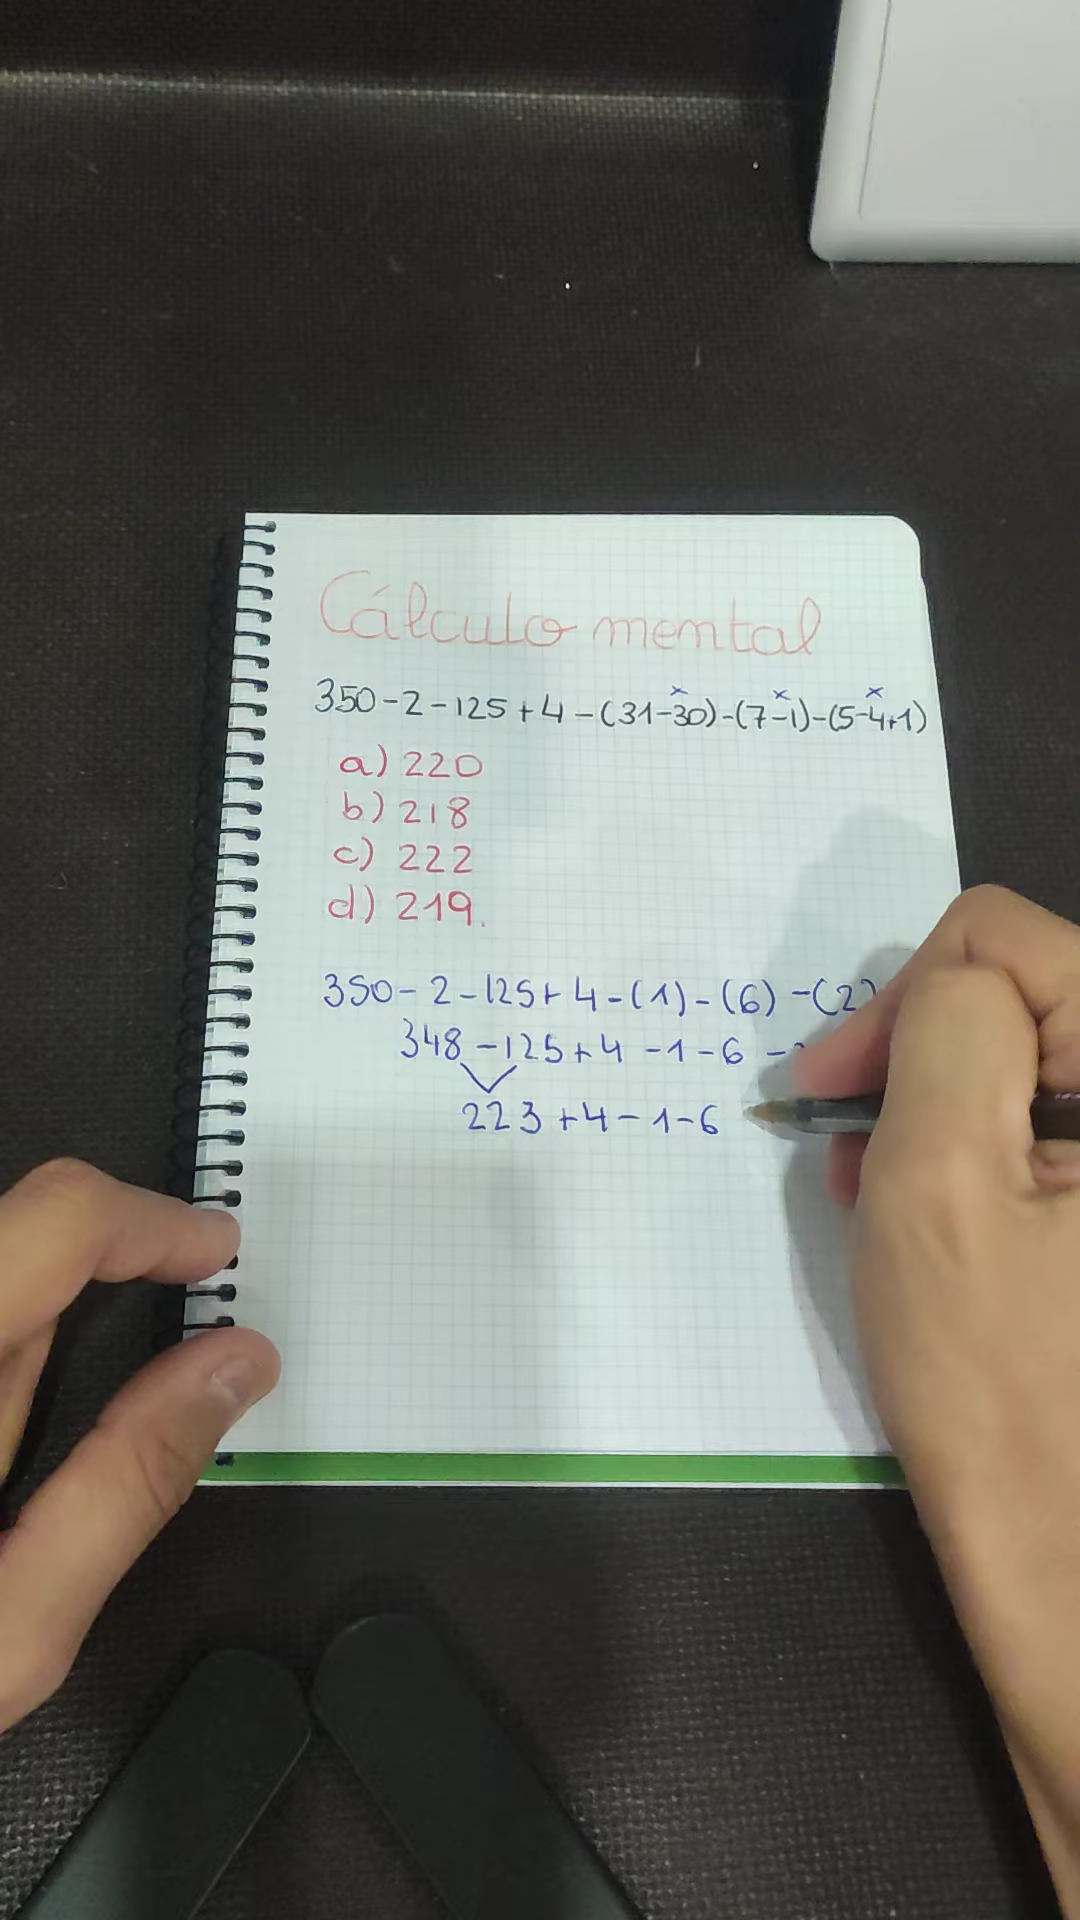 Cálculo mental
350-2-125+4-(31-30)-(7-1)-(5-4+1)
a) 220
b) 218
c) 222
d) 219.
350-2-125+4-(1)-(6)-(2)
348-125+4-1-6-
223+4-1-6